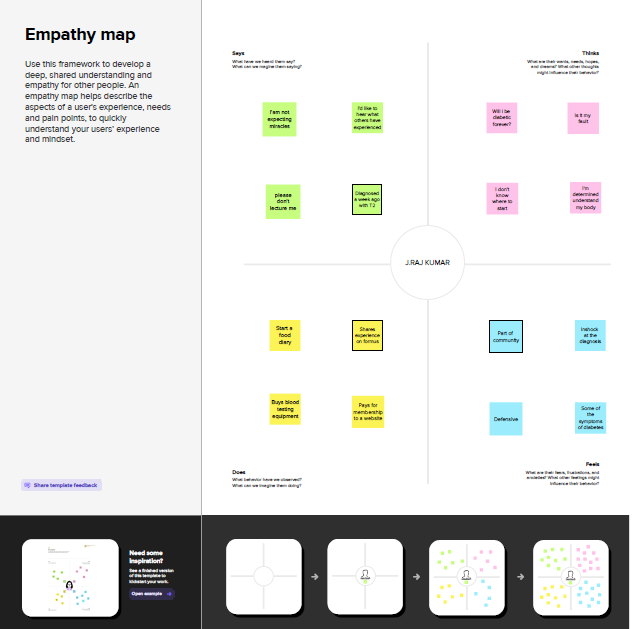 Empathy map
Use this framework to develop a
deep, shared understanding and
empathy for other people. An
empathy map helps describe the
aspects of a user's experience, needs
and pain points, to quickly
understand your users' experience
and mindset.
Share template feedback
Says
What have we heard them say?
What can we imagine them saying?
Thinks
What are their wants, needs, hopes,
and dreams? What other thoughts
might influence their behavior?
I am not
expecting
miracles
I'd like to
hear what
others have
experienced
Will I be
diabetic
forever?
Is it my
fault
please
don't
lecture me
Diagnosed
a week ago
with T2
I don't
know
where to
start
I'm
determined
understand
my body
J.RAJ KUMAR
Start a
food
diary
Shares
experience
on formus
Part of
community
Inshock
at the
diagnosis
Buys blood
testing
equipment
Pays for
membership
to a website
Defensive
Some of
the
symptoms
of diabetes
Does
What behavior have we observed?
What can we imagine them doing?
Feels
What are their fears, frustrations, and
anxieties? What other feelings might
influence their behavior?
Need some
inspiration?
See a finished version
of this template to
kickstart your work.
Open example